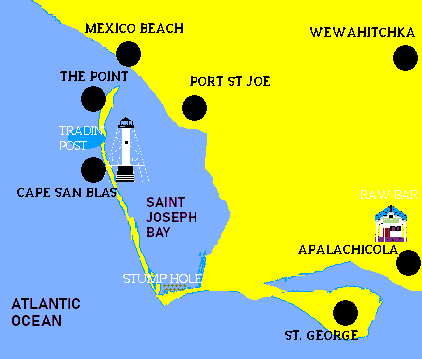 MEXICO BEACH
WEWAHITCHKA
THE POINT
PORT ST JOE
TRADIN
POST
CAPE SAN BLAS
SAINT
JOSEPH
BAY
RAW BAR
APALACHICOLA
STUMP HOLE
ATLANTIC
OCEAN
ST. GEORGE